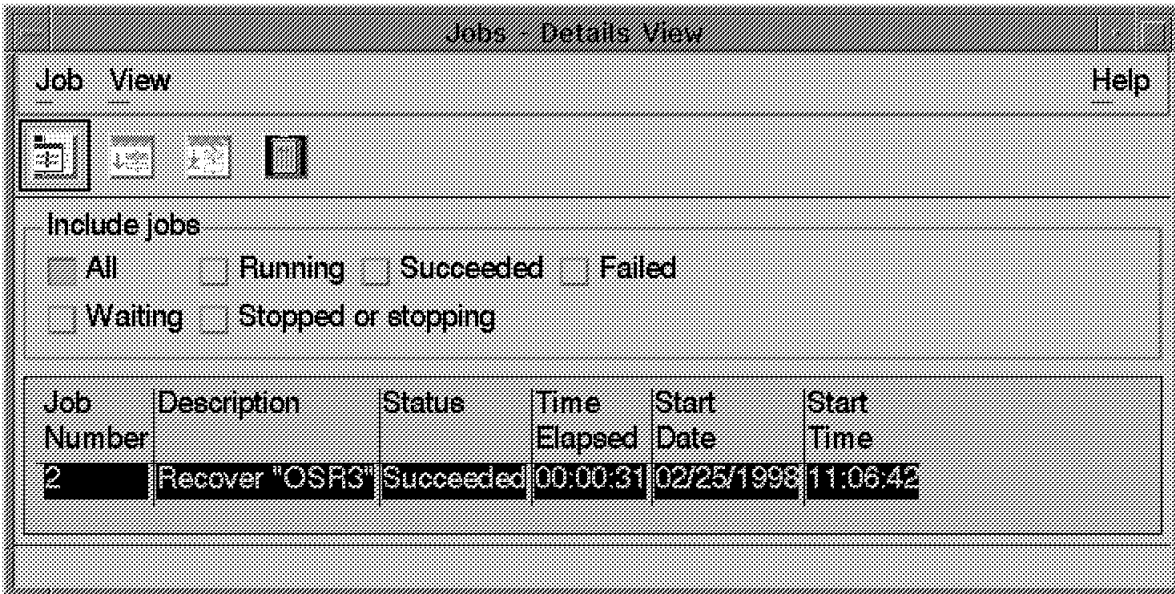 Jobs - Details View
Job View Help
Include jobs
All Running Succeeded Failed
Waiting Stopped or stopping
Job Description Status Time Start Start
Number Elapsed Date Time
2 Recover "OSR3" Succeeded 00:00:31 02/25/1998 11:06:42